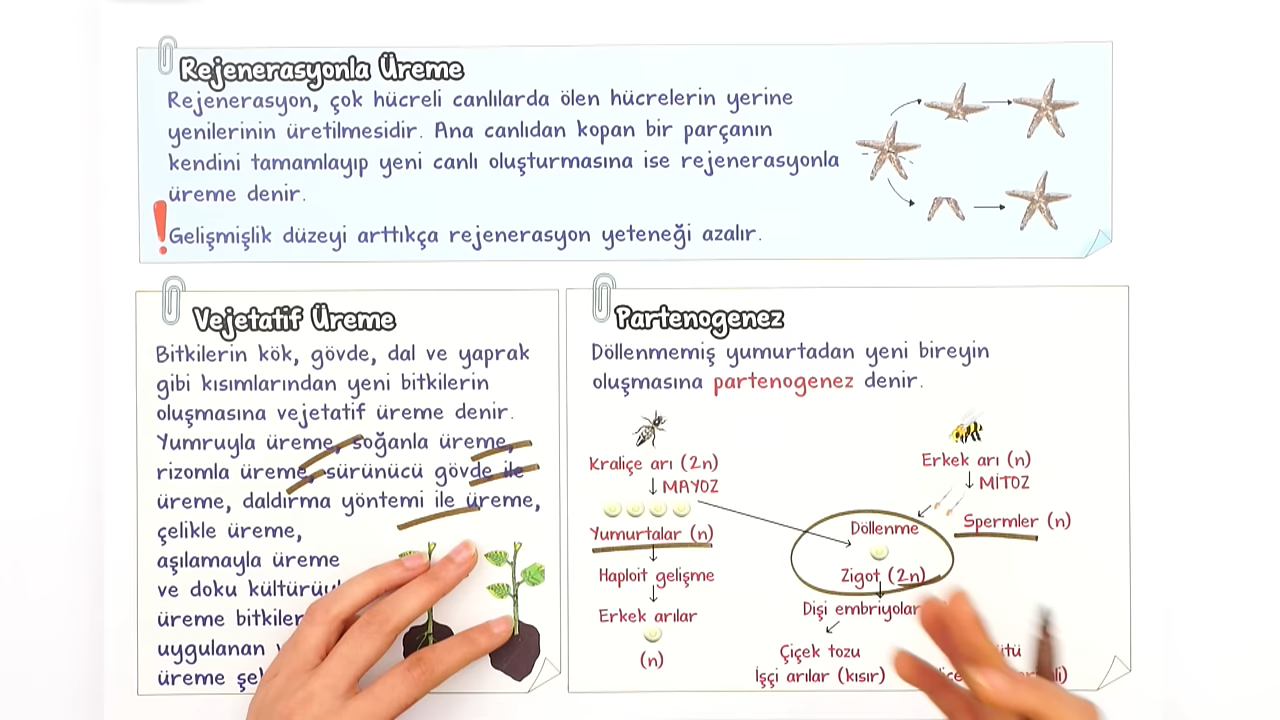 Rejenerasyonla Üreme
Rejenerasyon, çok hücreli canlılarda ölen hücrelerin yerine
yenilerinin üretilmesidir. Ana canlıdan kopan bir parçanın
kendini tamamlayıp yeni canlı oluşturmasına ise rejenerasyonla
üreme denir.
! Gelişmişlik düzeyi arttıkça rejenerasyon yeteneği azalır.
Vejetatif Üreme
Bitkilerin kök, gövde, dal ve yaprak
gibi kısımlarından yeni bitkilerin
oluşmasına vejetatif üreme denir.
Yumruyla üreme, soğanla üreme,
rizomla üreme, sürünücü gövde ile
üreme, daldırma yöntemi ile üreme,
çelikle üreme,
aşılamayla üreme
ve doku
üreme
uygulanan
üreme
Partenogenez
Döllenmemiş yumurtadan yeni bireyin
oluşmasına partenogenez denir.
Kraliçe arı (2n)
MAYOZ
Yumurtalar (n)
Haploit gelişme
Erkek arılar
(n)
Erkek arı (n)
MİTOZ
Spermler (n)
Döllenme
Zigot (2n)
Dişi embriyolar
Çiçek tozu
İşçi arılar (kısır)